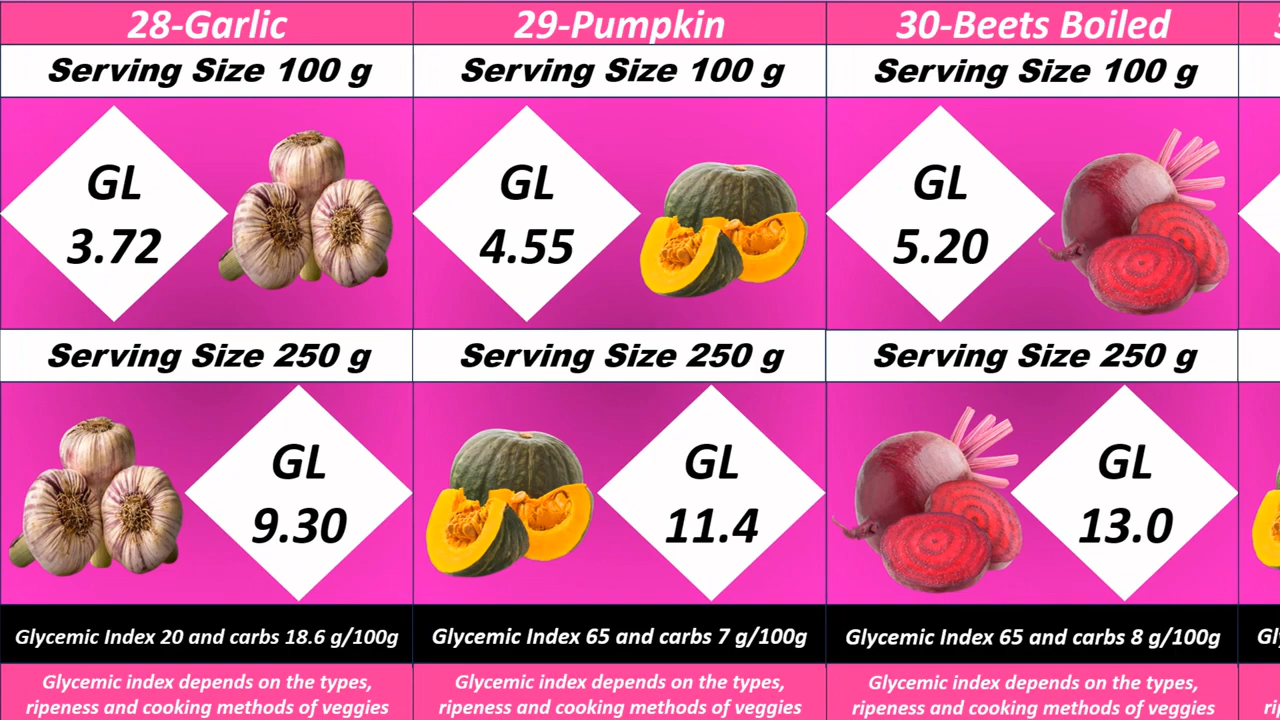 28-Garlic
Serving Size 100 g
GL
3.72
Serving Size 250 g
GL
9.30
Glycemic Index 20 and carbs 18.6 g/100g
Glycemic index depends on the types,
ripeness and cooking methods of veggies
29-Pumpkin
Serving Size 100 g
GL
4.55
Serving Size 250 g
GL
11.4
Glycemic Index 65 and carbs 7 g/100g
Glycemic index depends on the types,
ripeness and cooking methods of veggies
30-Beets Boiled
Serving Size 100 g
GL
5.20
Serving Size 250 g
GL
13.0
Glycemic Index 65 and carbs 8 g/100g
Glycemic index depends on the types,
ripeness and cooking methods of veggies